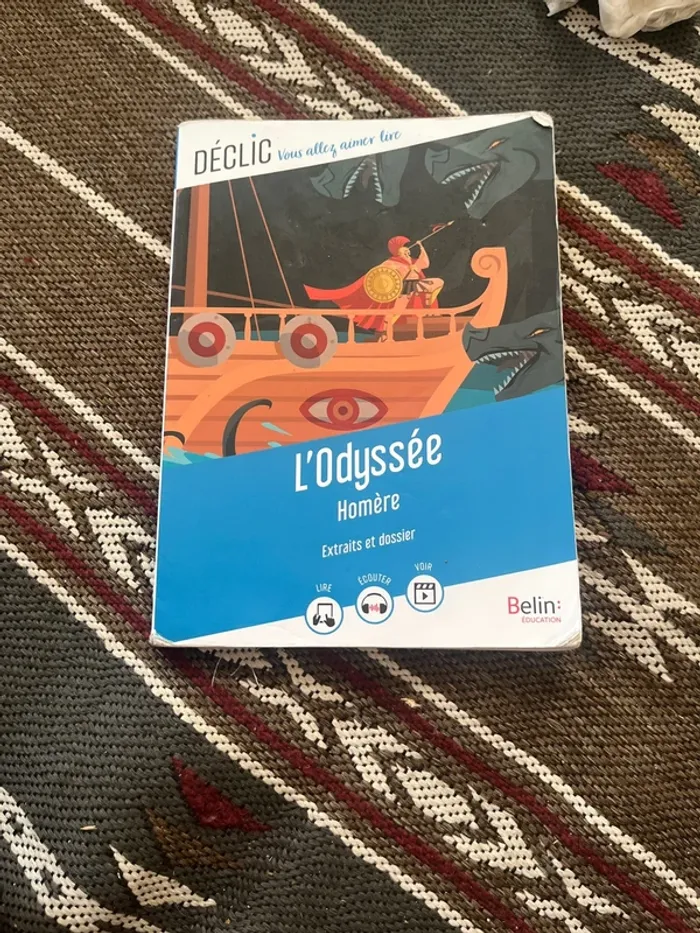 DÉCLIC Vous allez aimer lire
L'Odyssée
Homère
Extraits et dossier
LIRE ÉCOUTER VOIR
Belin:
ÉDUCATION